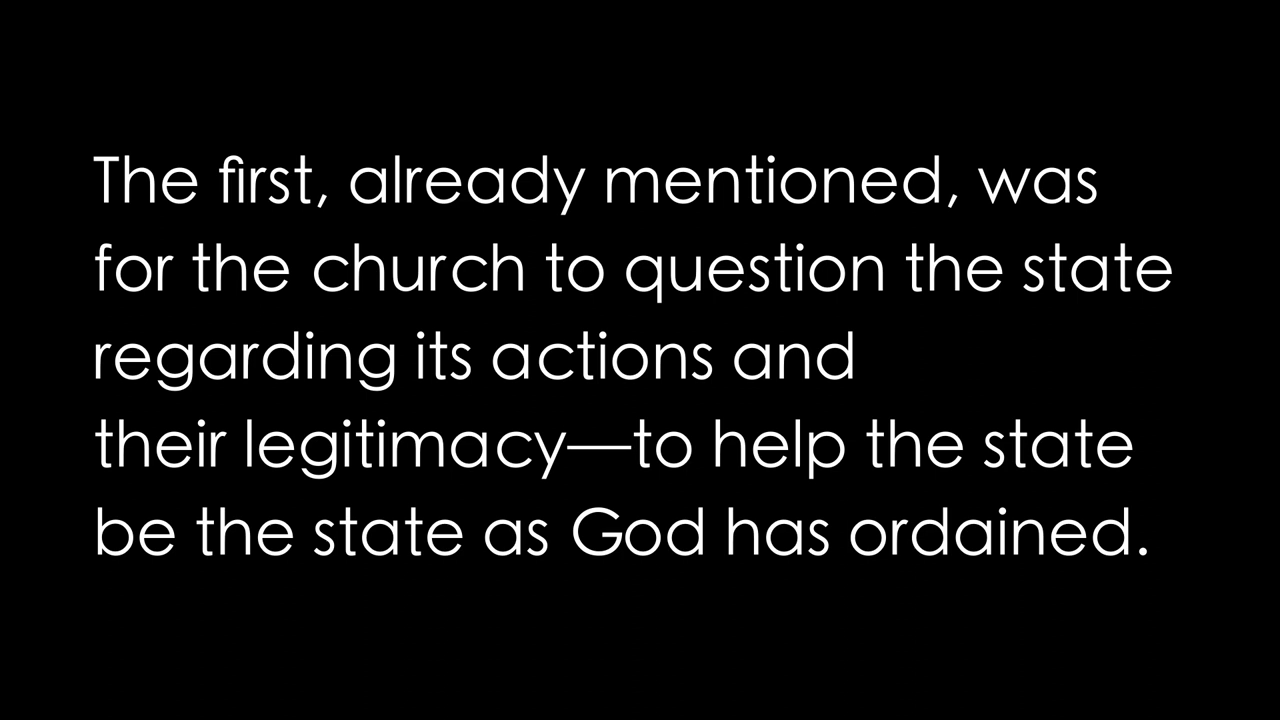 The first, already mentioned, was
for the church to question the state
regarding its actions and
their legitimacy—to help the state
be the state as God has ordained.